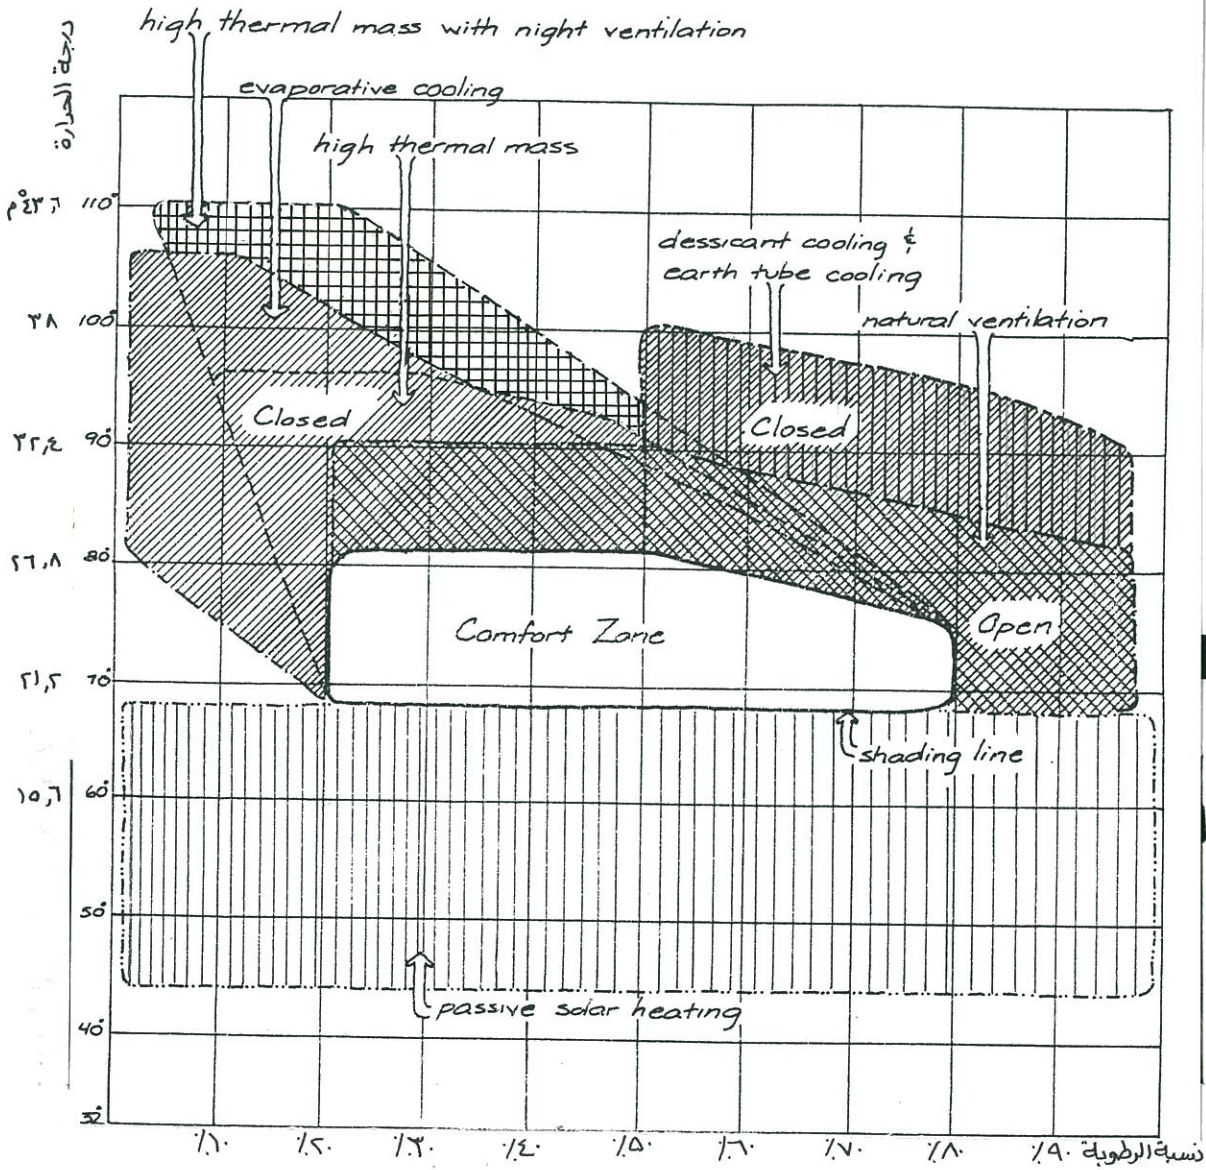 درجة الحرارة
high thermal mass with night ventilation
evaporative cooling
high thermal mass
٤٣,٦°م 110°
dessicant cooling &
earth tube cooling
natural ventilation
٣٨ 100°
Closed
Closed
٣٢,٤ 90°
٢٦,٨ 80°
Comfort Zone
Open
٢١,٢ 70°
shading line
١٥,٦ 60°
50°
passive solar heating
40°
32°
٪١٠ ٪٢٠ ٪٣٠ ٪٤٠ ٪٥٠ ٪٦٠ ٪٧٠ ٪٨٠ ٪٩٠ نسبة الرطوبة